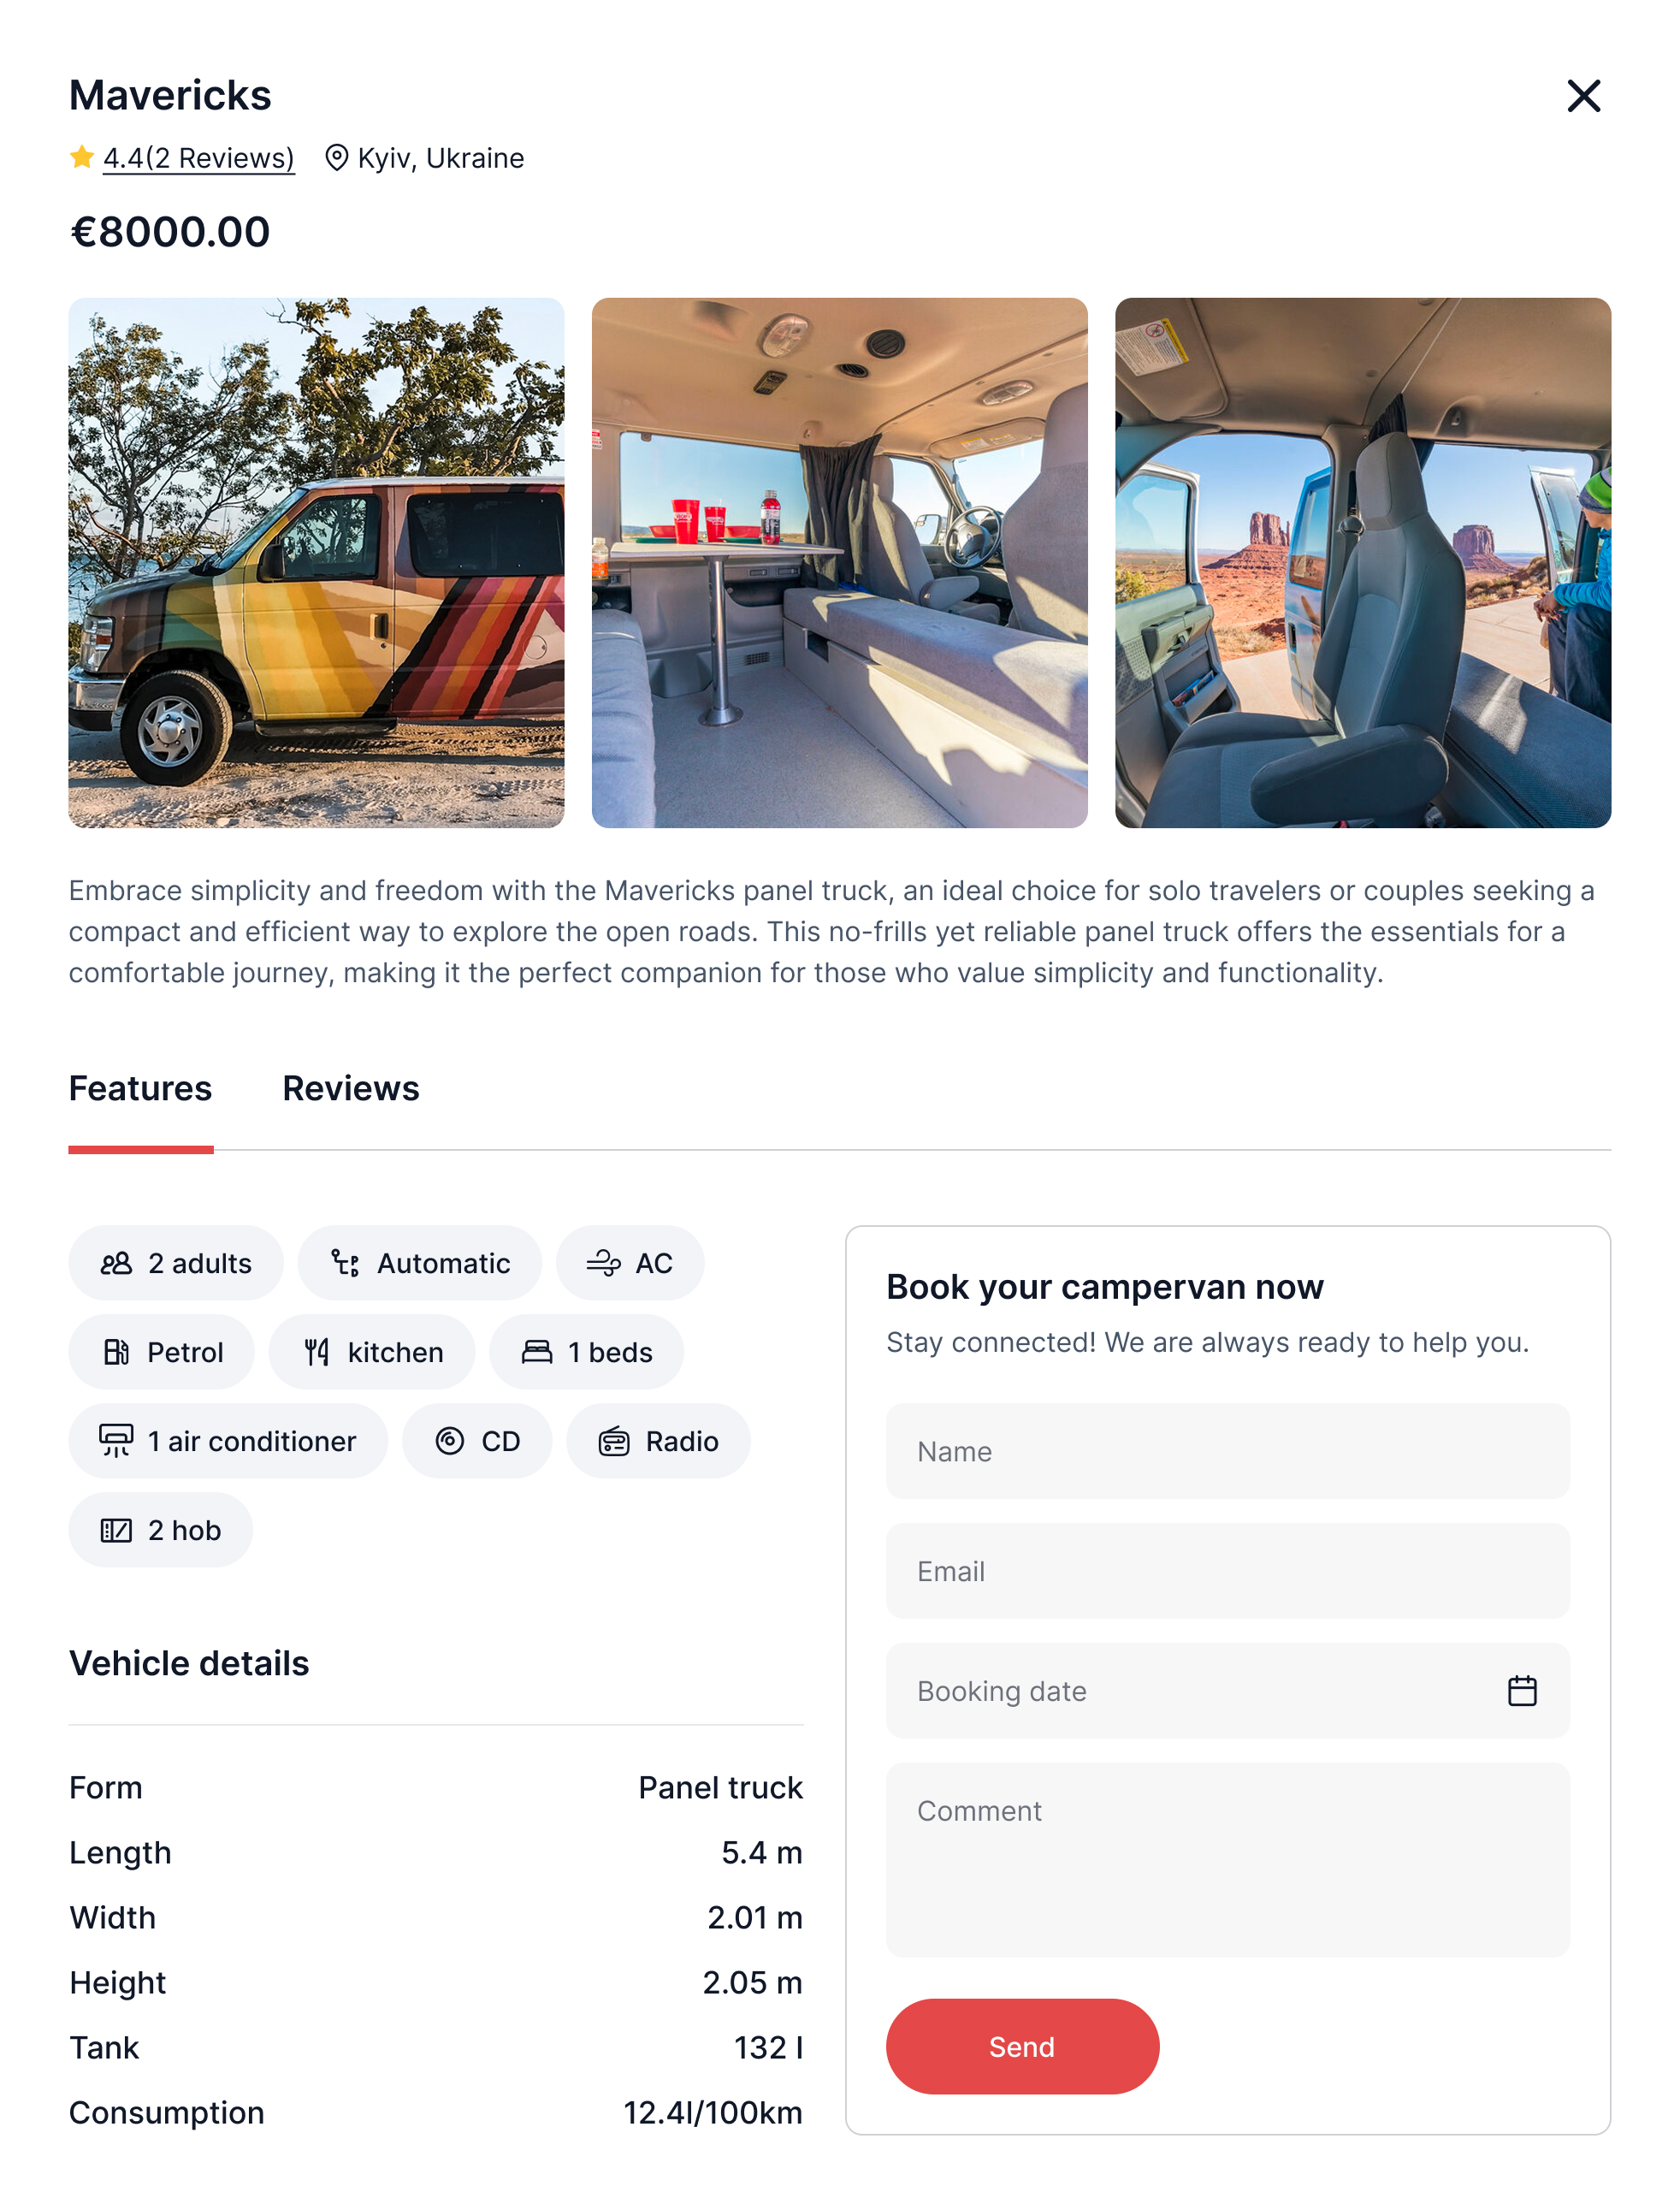 Mavericks
4.4(2 Reviews) Kyiv, Ukraine
€8000.00
Embrace simplicity and freedom with the Mavericks panel truck, an ideal choice for solo travelers or couples seeking a
compact and efficient way to explore the open roads. This no-frills yet reliable panel truck offers the essentials for a
comfortable journey, making it the perfect companion for those who value simplicity and functionality.
Features Reviews
2 adults Automatic AC
Petrol kitchen 1 beds
1 air conditioner CD Radio
2 hob
Vehicle details
Form Panel truck
Length 5.4 m
Width 2.01 m
Height 2.05 m
Tank 132 l
Consumption 12.4l/100km
Book your campervan now
Stay connected! We are always ready to help you.
Name
Email
Booking date
Comment
Send